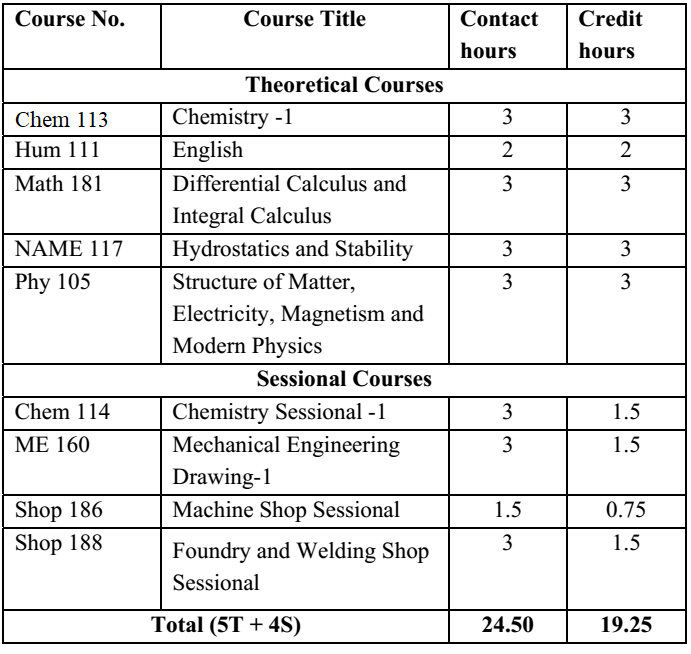 Course No. Course Title Contact hours Credit hours
Theoretical Courses
Chem 113 Chemistry -1 3 3
Hum 111 English 2 2
Math 181 Differential Calculus and 3 3
Integral Calculus
NAME 117 Hydrostatics and Stability 3 3
Phy 105 Structure of Matter, 3 3
Electricity, Magnetism and
Modern Physics
Sessional Courses
Chem 114 Chemistry Sessional -1 3 1.5
ME 160 Mechanical Engineering 3 1.5
Drawing-1
Shop 186 Machine Shop Sessional 1.5 0.75
Shop 188 Foundry and Welding Shop 3 1.5
Sessional
Total (5T + 4S) 24.50 19.25